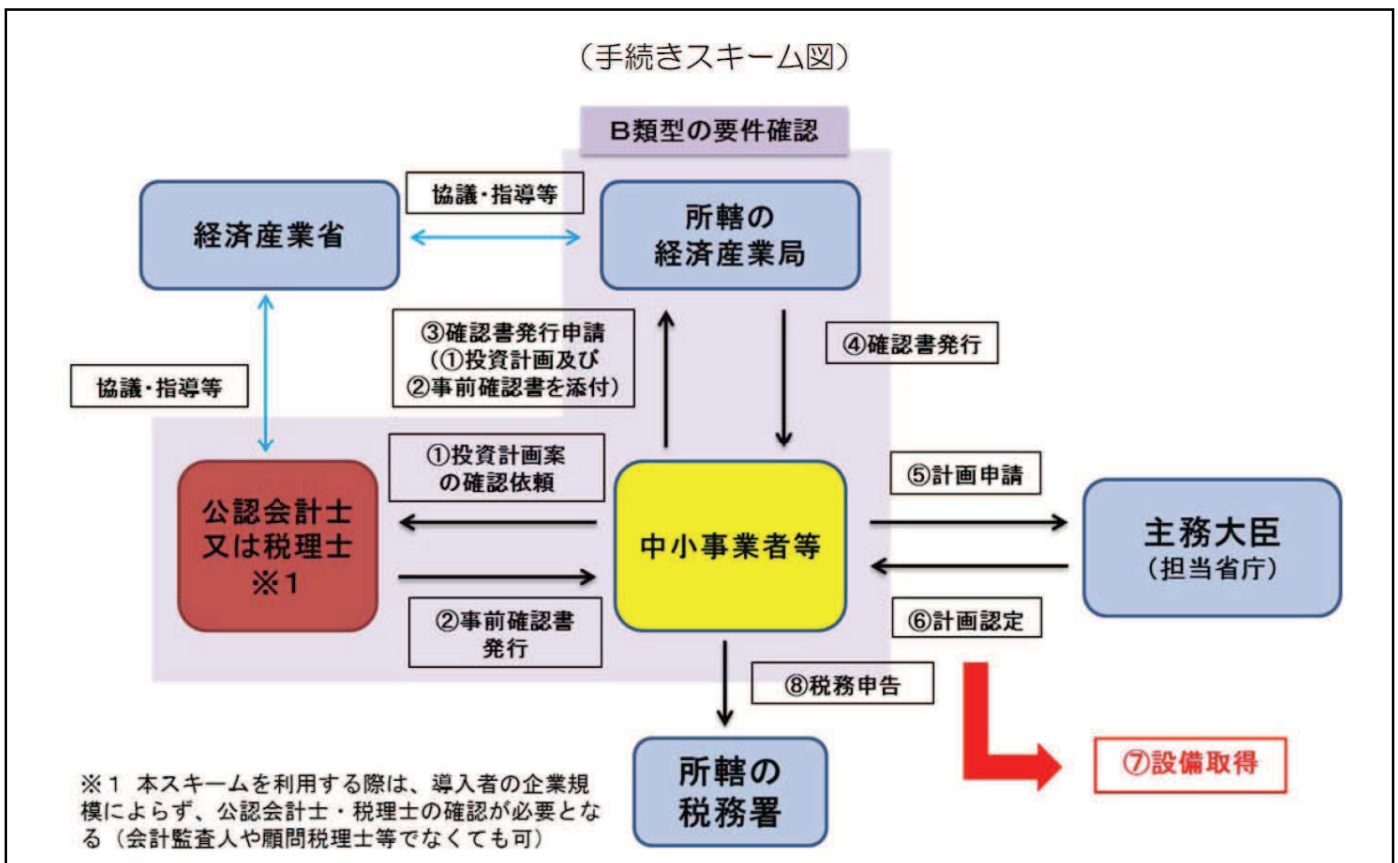 （手続きスキーム図）
B類型の要件確認
経済産業省
協議・指導等
所轄の
経済産業局
③確認書発行申請
（①投資計画及び
②事前確認書を添付）
④確認書発行
協議・指導等
公認会計士
又は税理士
※１
①投資計画案
の確認依頼
②事前確認書
発行
中小事業者等
⑤計画申請
主務大臣
（担当省庁）
⑥計画認定
⑧税務申告
⑦設備取得
所轄の
税務署
※１ 本スキームを利用する際は、導入者の企業規
模によらず、公認会計士・税理士の確認が必要とな
る（会計監査人や顧問税理士等でなくても可）